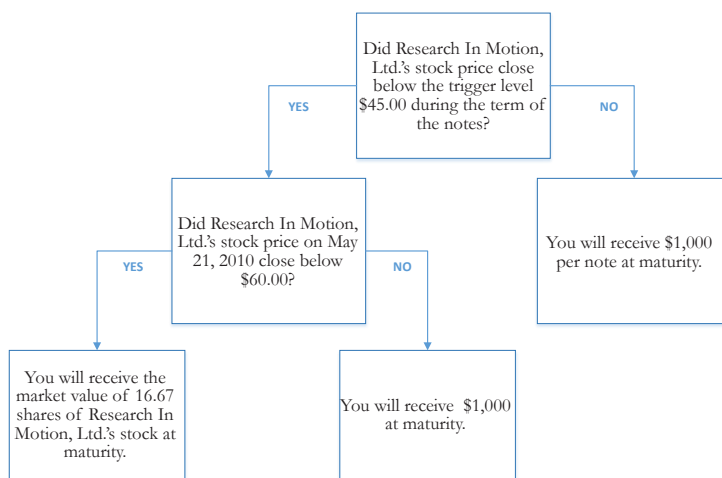 Did Research In Motion,
Ltd.'s stock price close
below the trigger level
$45.00 during the term of
the notes?
YES
NO
Did Research In Motion,
Ltd.'s stock price on May
21, 2010 close below
$60.00?
You will receive $1,000
per note at maturity.
YES
NO
You will receive the
market value of 16.67
shares of Research In
Motion, Ltd.'s stock at
maturity.
You will receive $1,000
at maturity.